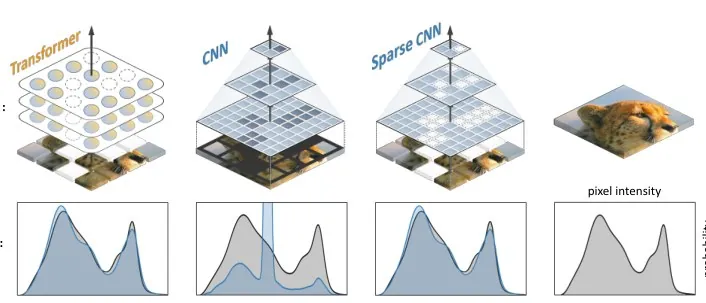 Transformer
CNN
Sparse CNN
:
pixel intensity
: